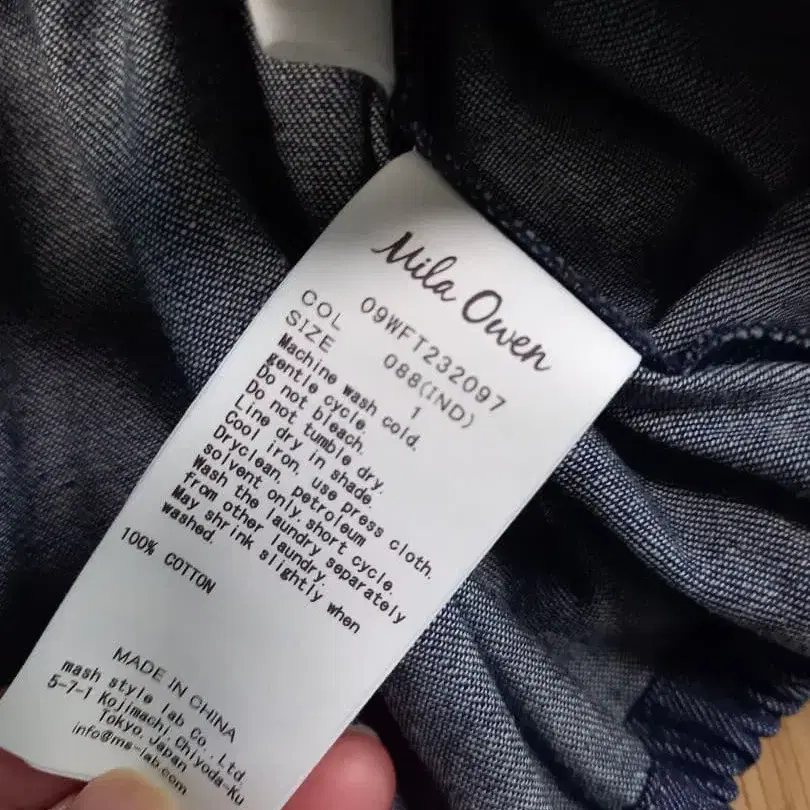 Mila Owen
09WFT232097
COL 088(IND)
SIZE 1
Machine wash cold.
gentle cycle.
Do not bleach.
Do not tumble dry.
Line dry in shade.
Cool iron, use press cloth.
Dryclean, petroleum
solvent only.short cycle.
Wash the laundry separately
from other laundry.
May shrink slightly when
washed.
100% COTTON
MADE IN CHINA
mash style lab Co., Ltd.
5-7-1 Kojimachi,Chiyoda-Ku
Tokyo,Japan
info@ms-lab.com